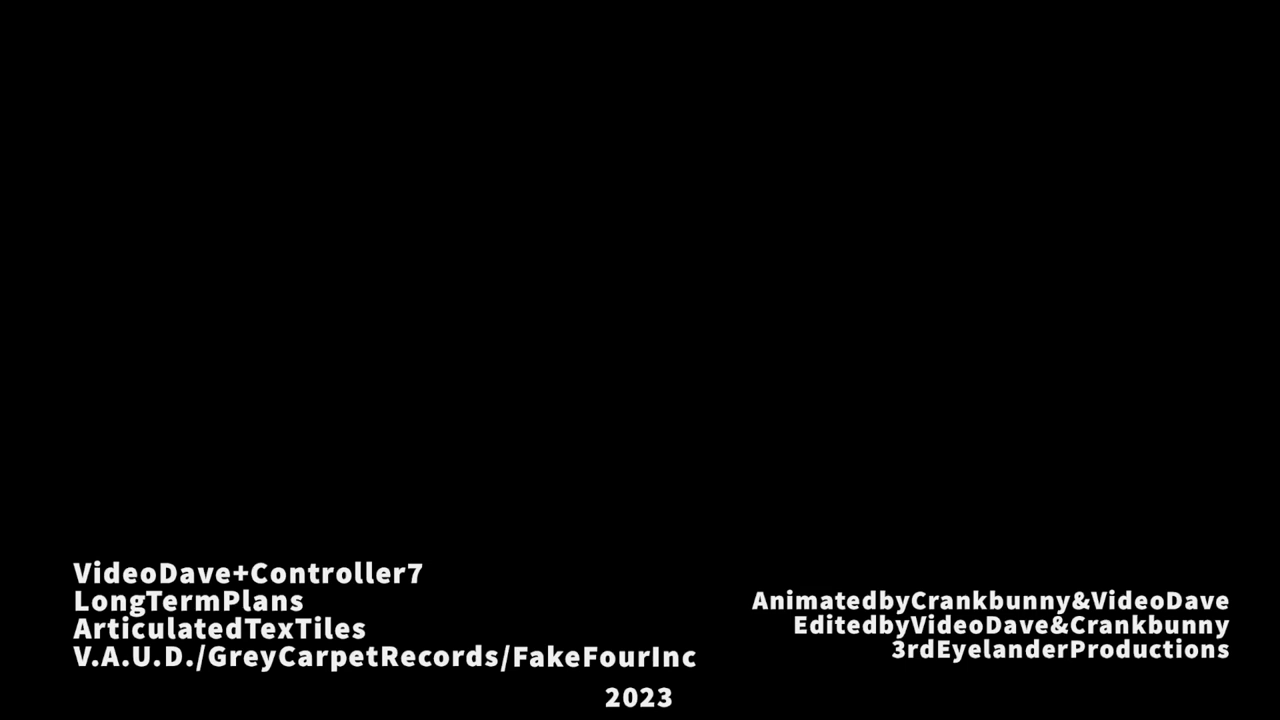 VideoDave+Controller7
LongTermPlans
ArticulatedTexTiles
V.A.U.D./GreyCarpetRecords/FakeFourInc
AnimatedbyCrankbunny&VideoDave
EditedbyVideoDave&Crankbunny
3rdEyelanderProductions
2023